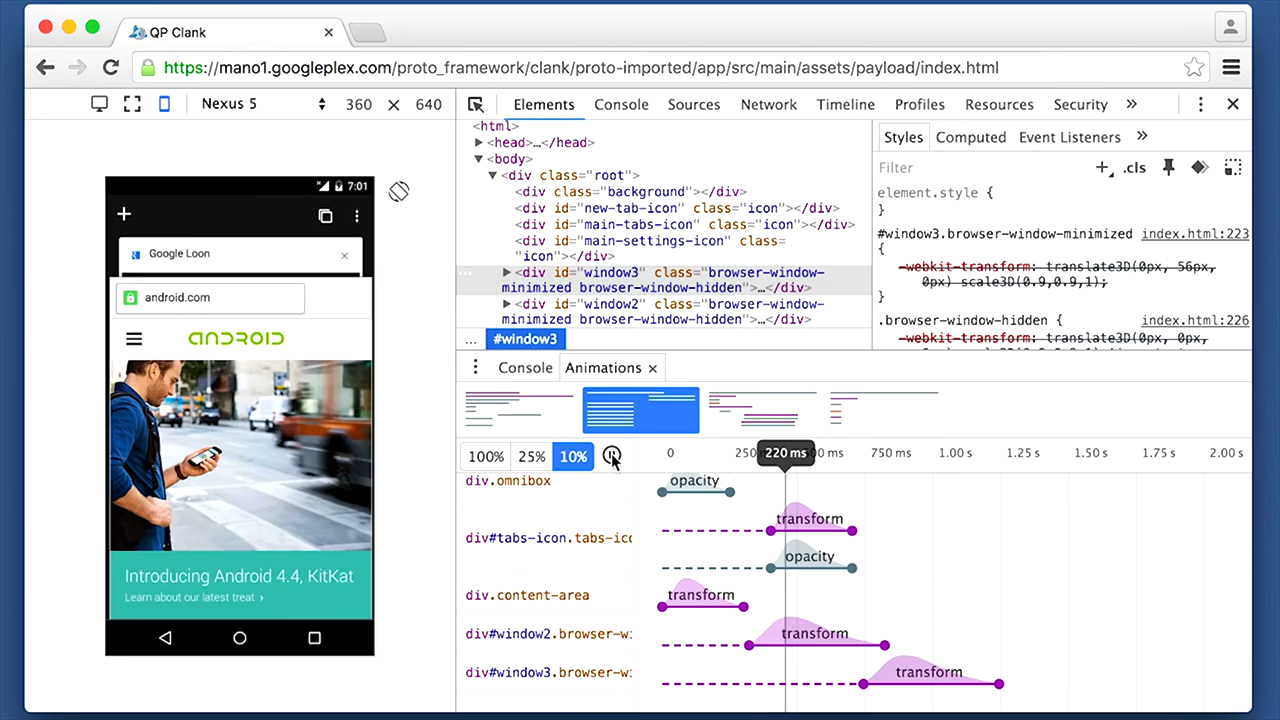 QP Clank
https://mano1.googleplex.com/proto_framework/clank/proto-imported/app/src/main/assets/payload/index.html
Nexus 5 360 × 640
Elements Console Sources Network Timeline Profiles Resources Security »
<html>
<head>…</head>
<body>
<div class="root">
<div class="background"></div>
<div id="new-tab-icon" class="icon"></div>
<div id="main-tabs-icon" class="icon"></div>
<div id="main-settings-icon" class=
"icon"></div>
<div id="window3" class="browser-window-
minimized browser-window-hidden">…</div>
<div id="window2" class="browser-window-
minimized browser-window-hidden">…</div>
... #window3
Styles Computed Event Listeners »
Filter
.cls
element.style {
}
#window3.browser-window-minimized index.html:223
{
-webkit-transform: translate3D(0px, 56px,
0px) scale3D(0.9,0.9,1);
}
.browser-window-hidden { index.html:226
-webkit-transform: translate3D(0px, 0px,
7:01
Google Loon
android.com
android
Introducing Android 4.4, KitKat
Learn about our latest treat ›
Console Animations
100% 25% 10%
0 220 ms 750 ms 1.00 s 1.25 s 1.50 s 1.75 s 2.00 s
div.omnibox opacity
transform
div#tabs-icon.tabs-ic
opacity
div.content-area transform
div#window2.browser-w transform
div#window3.browser-w transform